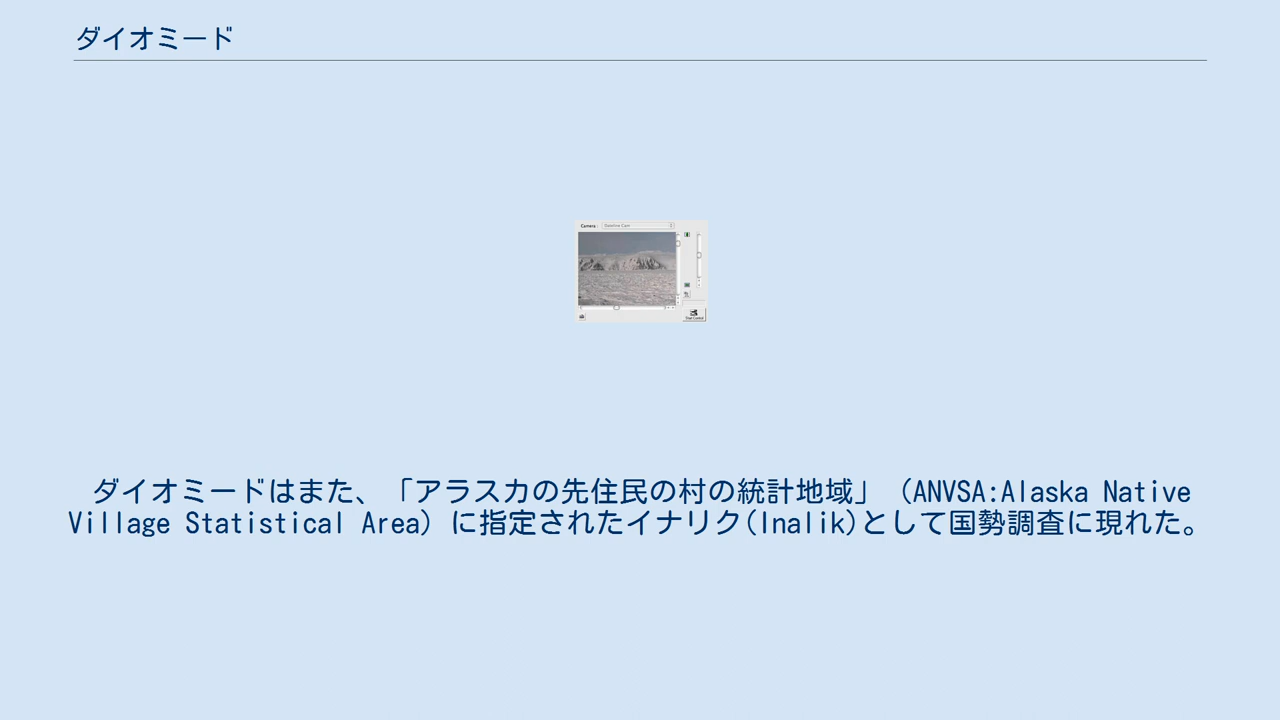 ダイオミード
Camera:
ダイオミードはまた、「アラスカの先住民の村の統計地域」（ANVSA:Alaska Native
Village Statistical Area）に指定されたイナリク(Inalik)として国勢調査に現れた。